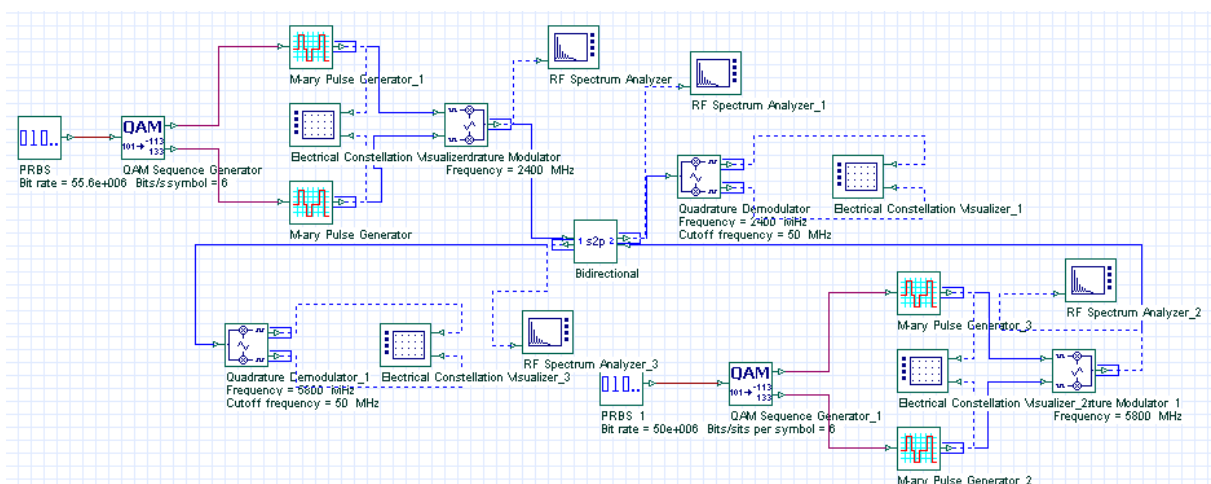 RF Spectrum Analyzer
M-ary Pulse Generator_1
RF Spectrum Analyzer_1
010..
QAM
101→ -113
133
PRBS
Bit rate = 55.6e+006
QAM Sequence Generator
Bits/ssymbol = 6
Electrical Constellation Visualizerdrature Modulator
Frequency = 2400 MHz
M-ary Pulse Generator
Quadrature Demodulator
Frequency = 2400 MHz
Cutoff frequency = 50 MHz
Electrical Constellation Visualizer_1
1 s2p 2
Bidirectional
M-ary Pulse Generator_3
RF Spectrum Analyzer_2
RF Spectrum Analyzer_3
Quadrature Demodulator_1
Frequency = 5800 MHz
Cutoff frequency = 50 MHz
Electrical Constellation Visualizer_3
010..
QAM
101→ -113
133
PRBS 1
Bit rate = 50e+006
QAM Sequence Generator_1
Bits/sits per symbol = 6
Electrical Constellation Visualizer_2ature Modulator 1
Frequency = 5800 MHz
M-ary Pulse Generator_2